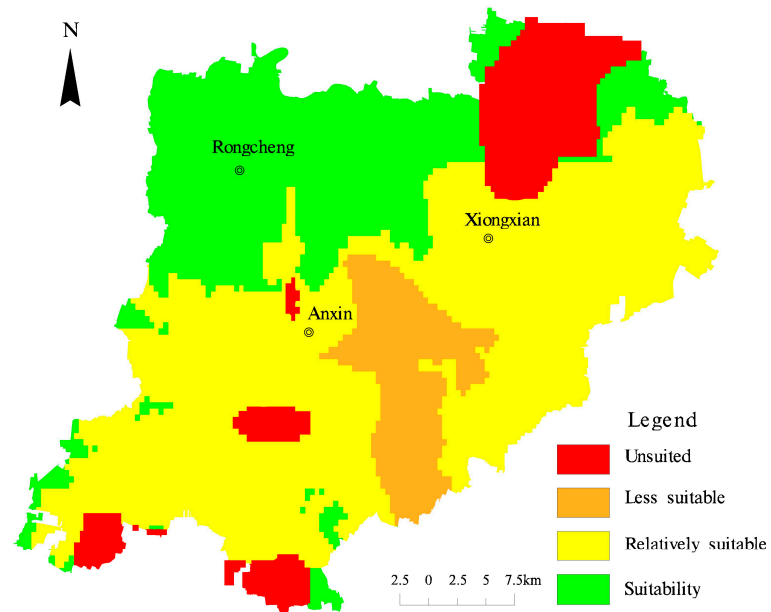 N
Rongcheng
Xiongxian
Anxin
Legend
Unsuited
Less suitable
Relatively suitable
Suitability
2.5 0 2.5 5 7.5km